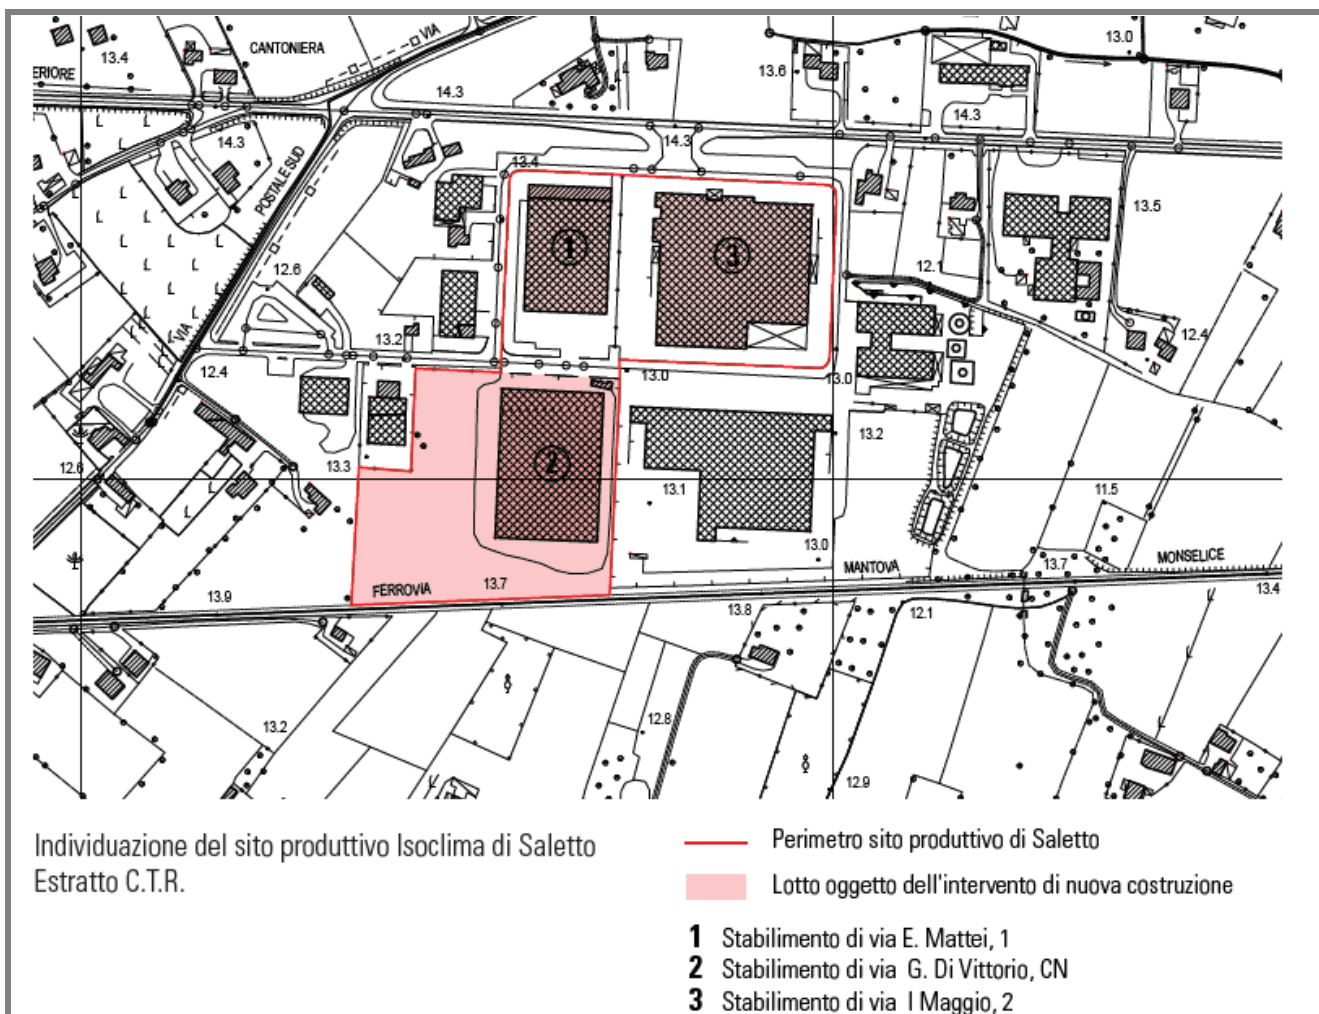 VIA
CANTONIERA
13.0
13.4
ERIORE
13.6
14.3
14.3
14.3
14.3
13.4
POSTALE SUD
13.5
1
3
12.6
12.1
VIA
13.2
12.4
12.4
13.0
13.0
13.2
12.6
13.3
2
13.1
11.5
13.0
MANTOVA
13.7
MONSELICE
FERROVIA
13.7
13.9
13.4
13.8
12.1
13.2
12.8
12.9
Individuazione del sito produttivo Isoclima di Saletto
Estratto C.T.R.
Perimetro sito produttivo di Saletto
Lotto oggetto dell'intervento di nuova costruzione
1 Stabilimento di via E. Mattei, 1
2 Stabilimento di via G. Di Vittorio, CN
3 Stabilimento di via I Maggio, 2